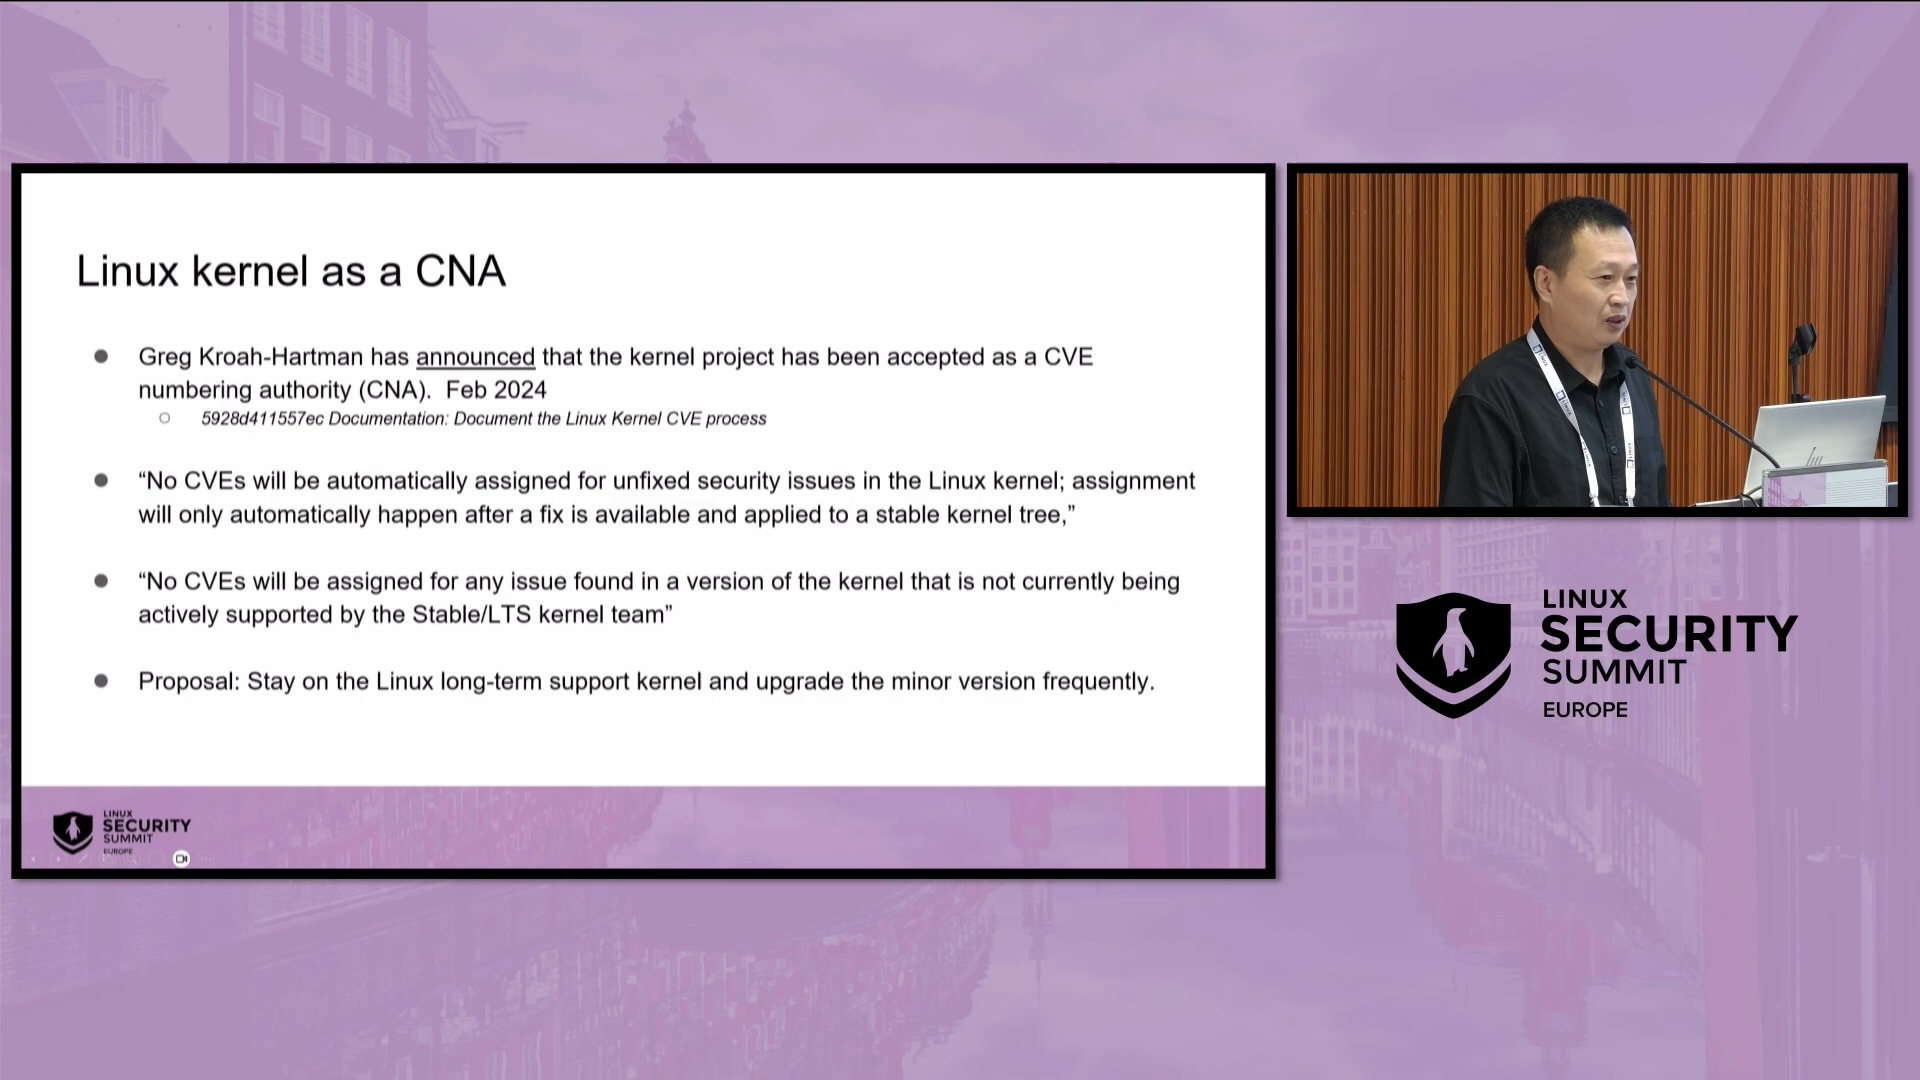 Linux kernel as a CNA
Greg Kroah-Hartman has announced that the kernel project has been accepted as a CVE
numbering authority (CNA).  Feb 2024
5928d411557ec Documentation: Document the Linux Kernel CVE process
“No CVEs will be automatically assigned for unfixed security issues in the Linux kernel; assignment
will only automatically happen after a fix is available and applied to a stable kernel tree,”
“No CVEs will be assigned for any issue found in a version of the kernel that is not currently being
actively supported by the Stable/LTS kernel team”
Proposal: Stay on the Linux long-term support kernel and upgrade the minor version frequently.
LINUX
SECURITY
SUMMIT
EUROPE
LINUX
SECURITY
SUMMIT
EUROPE